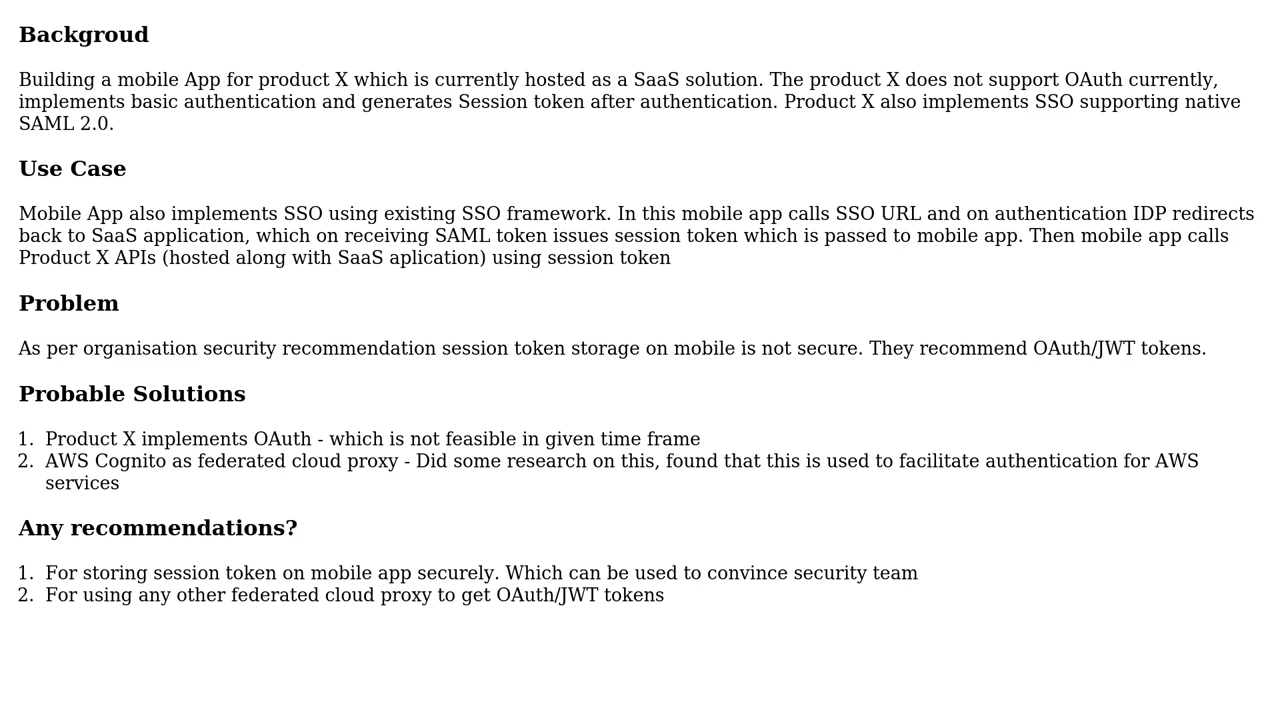 Backgroud
Building a mobile App for product X which is currently hosted as a SaaS solution. The product X does not support OAuth currently,
implements basic authentication and generates Session token after authentication. Product X also implements SSO supporting native
SAML 2.0.
Use Case
Mobile App also implements SSO using existing SSO framework. In this mobile app calls SSO URL and on authentication IDP redirects
back to SaaS application, which on receiving SAML token issues session token which is passed to mobile app. Then mobile app calls
Product X APIs (hosted along with SaaS aplication) using session token
Problem
As per organisation security recommendation session token storage on mobile is not secure. They recommend OAuth/JWT tokens.
Probable Solutions
1. Product X implements OAuth - which is not feasible in given time frame
2. AWS Cognito as federated cloud proxy - Did some research on this, found that this is used to facilitate authentication for AWS
services
Any recommendations?
1. For storing session token on mobile app securely. Which can be used to convince security team
2. For using any other federated cloud proxy to get OAuth/JWT tokens